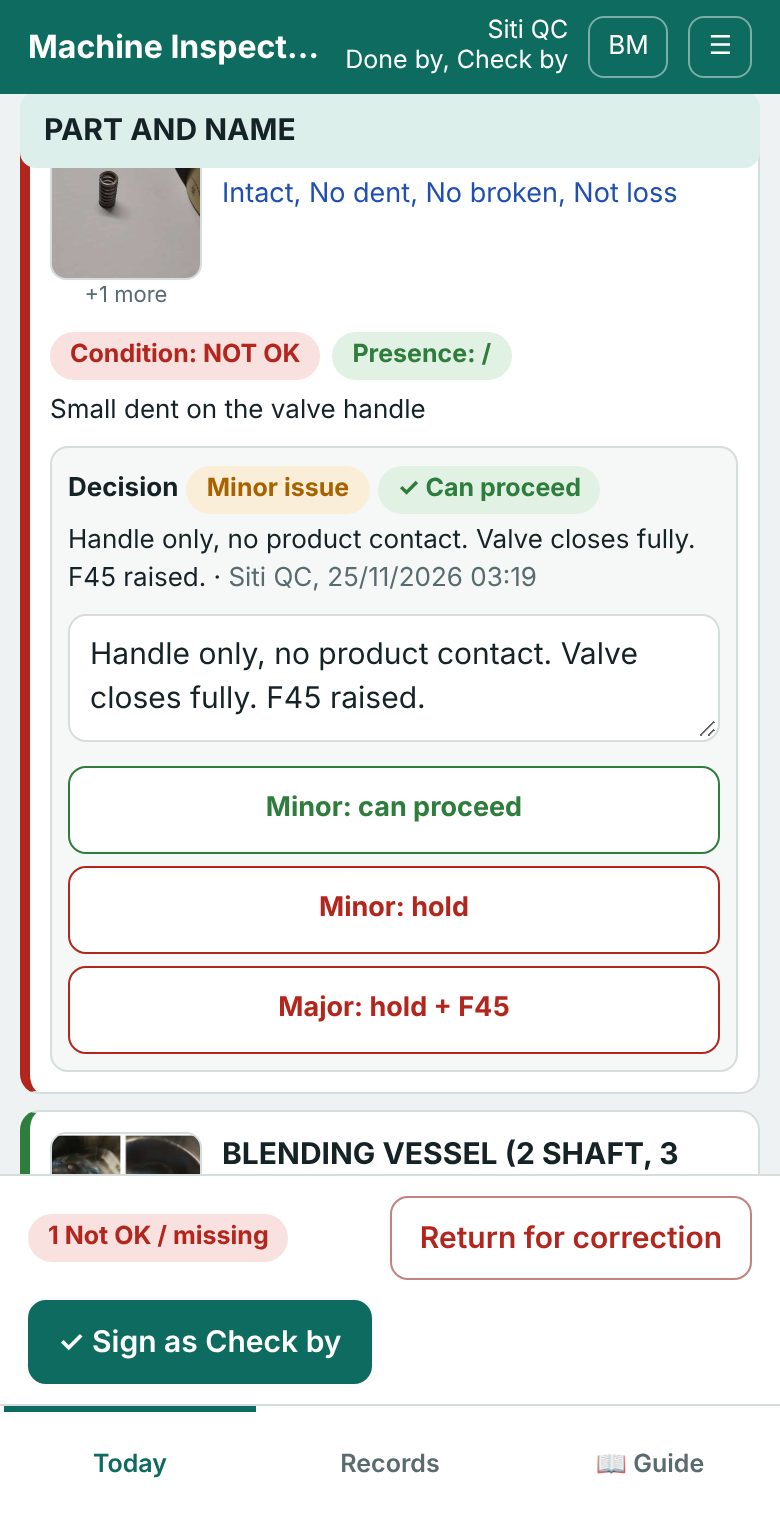 Machine Inspect...
Siti QC
Done by, Check by
BM
☰
PART AND NAME
Intact, No dent, No broken, Not loss
+1 more
Condition: NOT OK
Presence: /
Small dent on the valve handle
Decision
Minor issue
✓ Can proceed
Handle only, no product contact. Valve closes fully.
F45 raised. · Siti QC, 25/11/2026 03:19
Handle only, no product contact. Valve
closes fully. F45 raised.
Minor: can proceed
Minor: hold
Major: hold + F45
BLENDING VESSEL (2 SHAFT, 3
1 Not OK / missing
Return for correction
✓ Sign as Check by
Today
Records
📖 Guide